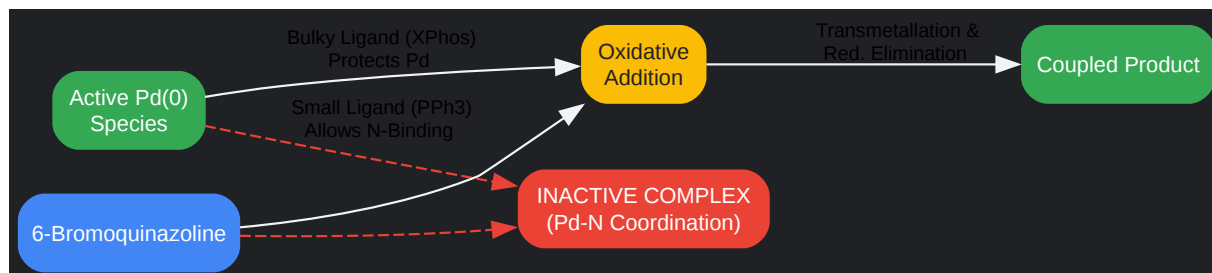 Bulky Ligand (XPhos)
Protects Pd
Transmetallation &
Red. Elimination
Oxidative
Addition
Coupled Product
Active Pd(0)
Species
Small Ligand (PPh3)
Allows N-Binding
INACTIVE COMPLEX
(Pd-N Coordination)
6-Bromoquinazoline